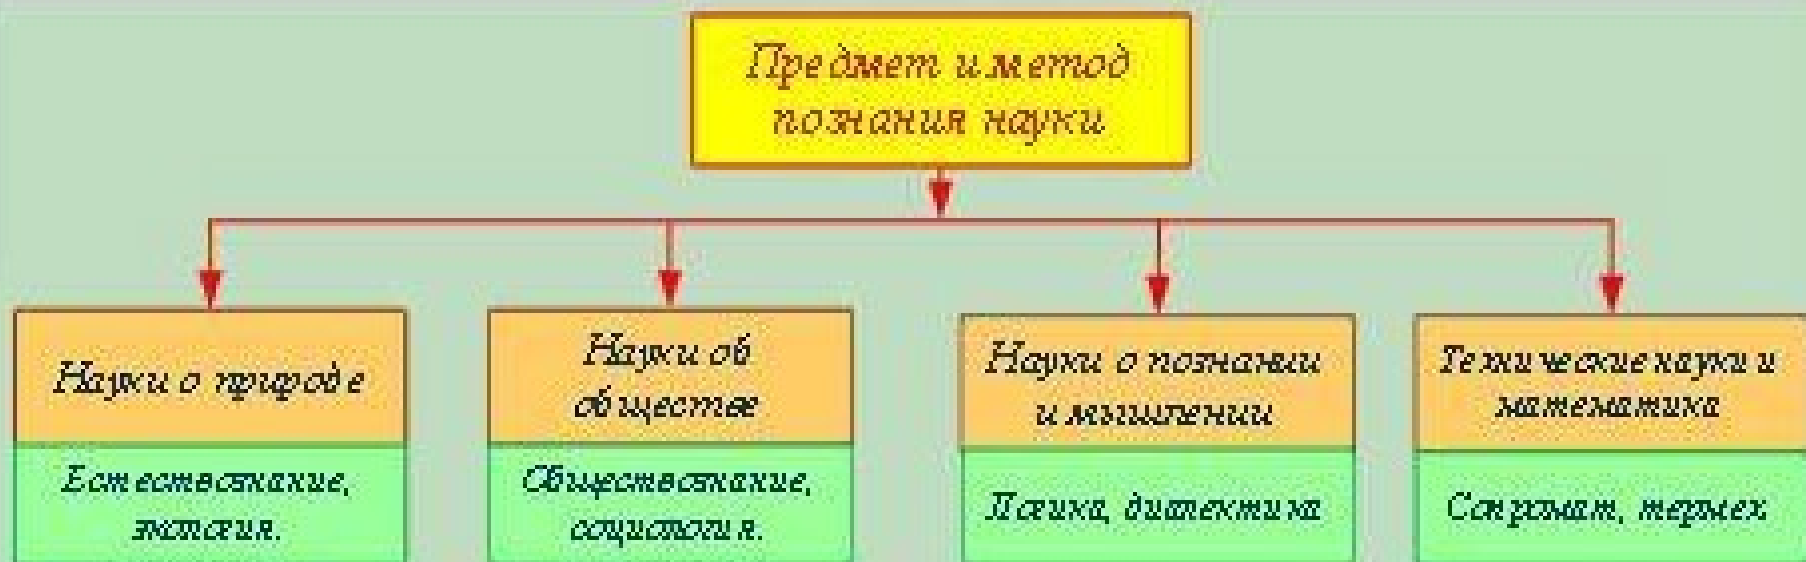 Предмет и метод
познания науки
Науки о природе
Естествознание,
экология.
Науки об
обществе
Обществознание,
социология.
Науки о познании
и мышлении
Логика, диалектика
Технические науки и
математика
Сопромат, термех